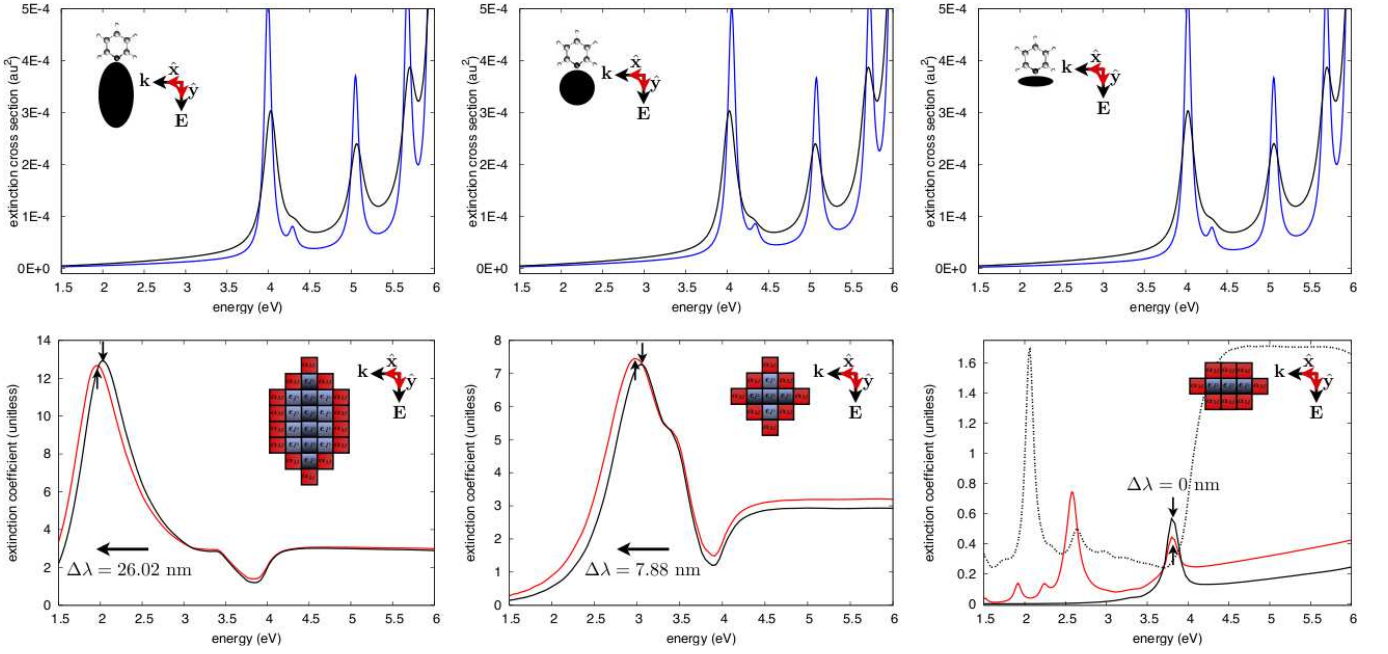 extinction cross section (au²)
5E-4
4E-4
3E-4
2E-4
1E-4
0E+0
k
x̂
ŷ
E
1.5 2 2.5 3 3.5 4 4.5 5 5.5 6
energy (eV)
extinction cross section (au²)
5E-4
4E-4
3E-4
2E-4
1E-4
0E+0
k
x̂
ŷ
E
1.5 2 2.5 3 3.5 4 4.5 5 5.5 6
energy (eV)
extinction cross section (au²)
5E-4
4E-4
3E-4
2E-4
1E-4
0E+0
k
x̂
ŷ
E
1.5 2 2.5 3 3.5 4 4.5 5 5.5 6
energy (eV)
extinction coefficient (unitless)
14
12
10
8
6
4
2
0
k
x̂
ŷ
E
Δλ = 26.02 nm
1.5 2 2.5 3 3.5 4 4.5 5 5.5 6
energy (eV)
extinction coefficient (unitless)
8
7
6
5
4
3
2
1
0
k
x̂
ŷ
E
Δλ = 7.88 nm
1.5 2 2.5 3 3.5 4 4.5 5 5.5 6
energy (eV)
extinction coefficient (unitless)
1.6
1.4
1.2
1
0.8
0.6
0.4
0.2
0
k
x̂
ŷ
E
Δλ = 0 nm
1.5 2 2.5 3 3.5 4 4.5 5 5.5 6
energy (eV)